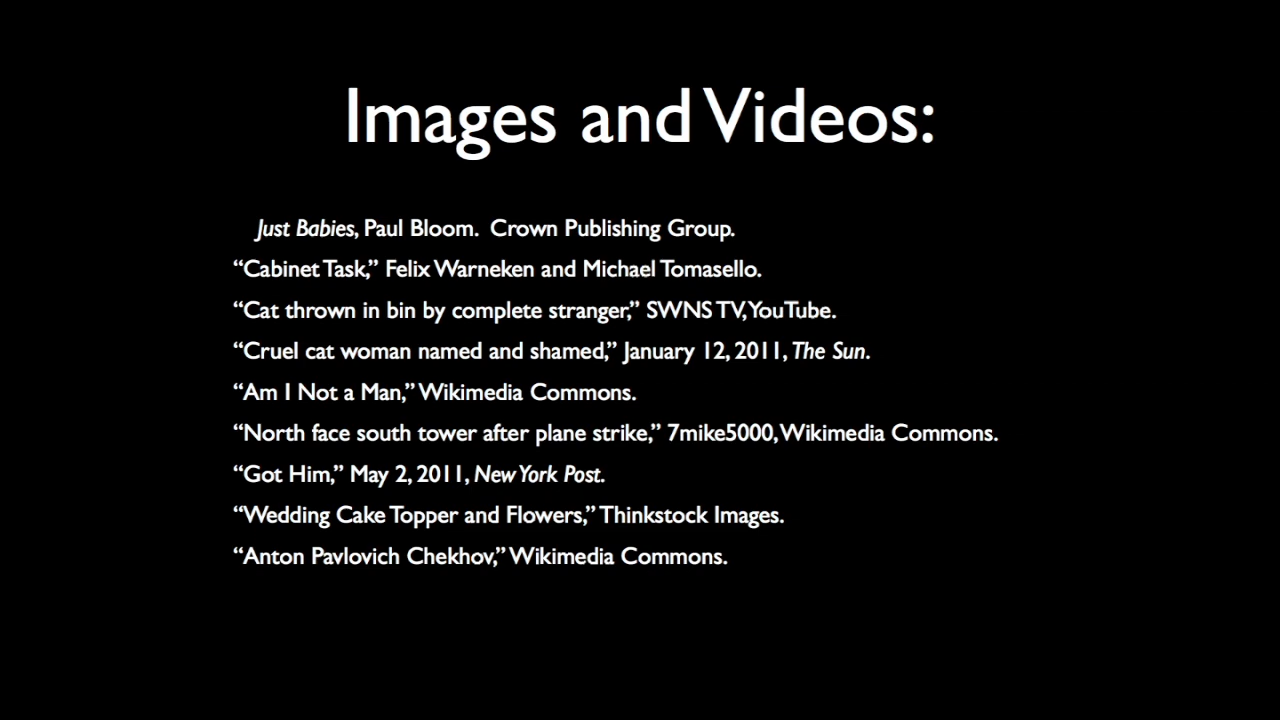 Images and Videos:
Just Babies, Paul Bloom. Crown Publishing Group.
“Cabinet Task,” Felix Warneken and Michael Tomasello.
“Cat thrown in bin by complete stranger,” SWNS TV, YouTube.
“Cruel cat woman named and shamed,” January 12, 2011, The Sun.
“Am I Not a Man,” Wikimedia Commons.
“North face south tower after plane strike,” 7mike5000, Wikimedia Commons.
“Got Him,” May 2, 2011, New York Post.
“Wedding Cake Topper and Flowers,” Thinkstock Images.
“Anton Pavlovich Chekhov,” Wikimedia Commons.